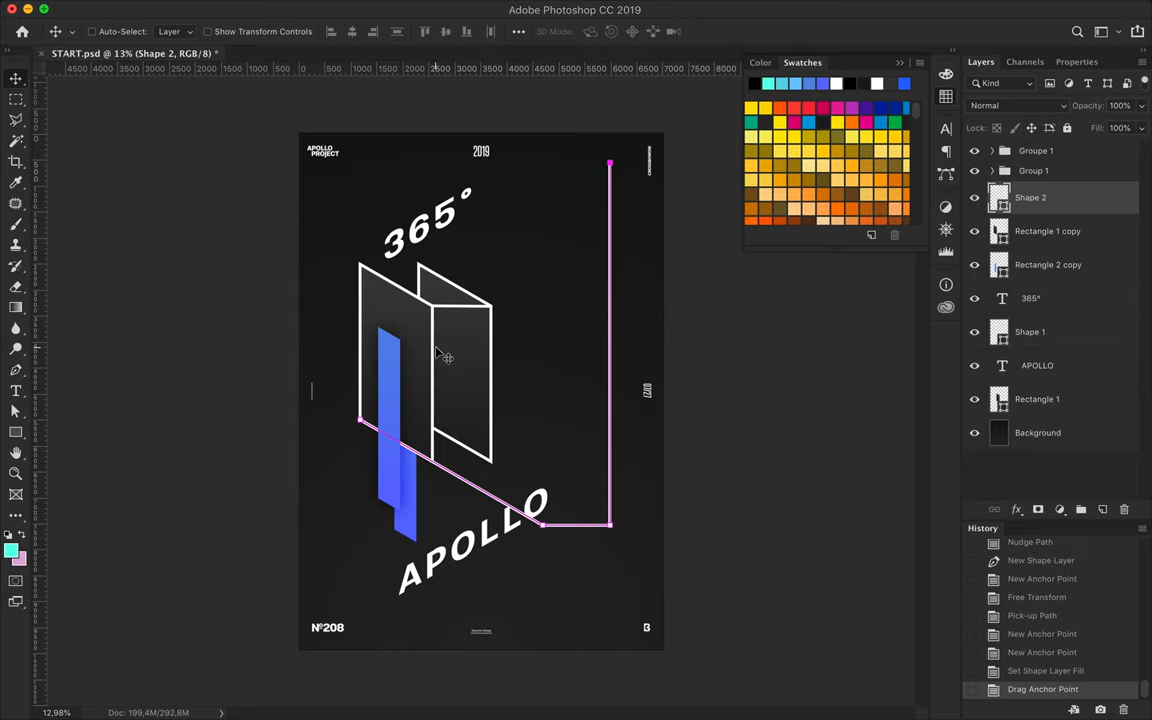 Adobe Photoshop CC 2019
Auto-Select: Layer Show Transform Controls 3D Mode:
START.psd @ 13% (Shape 2, RGB/8) *
4500 4000 3500 3000 2500 2000 1500 1000 500 0 500 1000 1500 2000 2500 3000 3500 4000 4500 5000 5500 6000 6500 7000 7500 8000
APOLLO
PROJECT
2019
365°
07/27
APOLLO
Nº208
B
Color Swatches
Layers Channels Properties
Kind
Normal Opacity: 100%
Lock: Fill: 100%
Groupe 1
Group 1
Shape 2
Rectangle 1 copy
Rectangle 2 copy
T 365°
Shape 1
T APOLLO
Rectangle 1
Background
fx
History
Nudge Path
New Shape Layer
New Anchor Point
Free Transform
Pick-up Path
New Anchor Point
New Anchor Point
Set Shape Layer Fill
Drag Anchor Point
12,98% Doc: 199,4M/292,8M